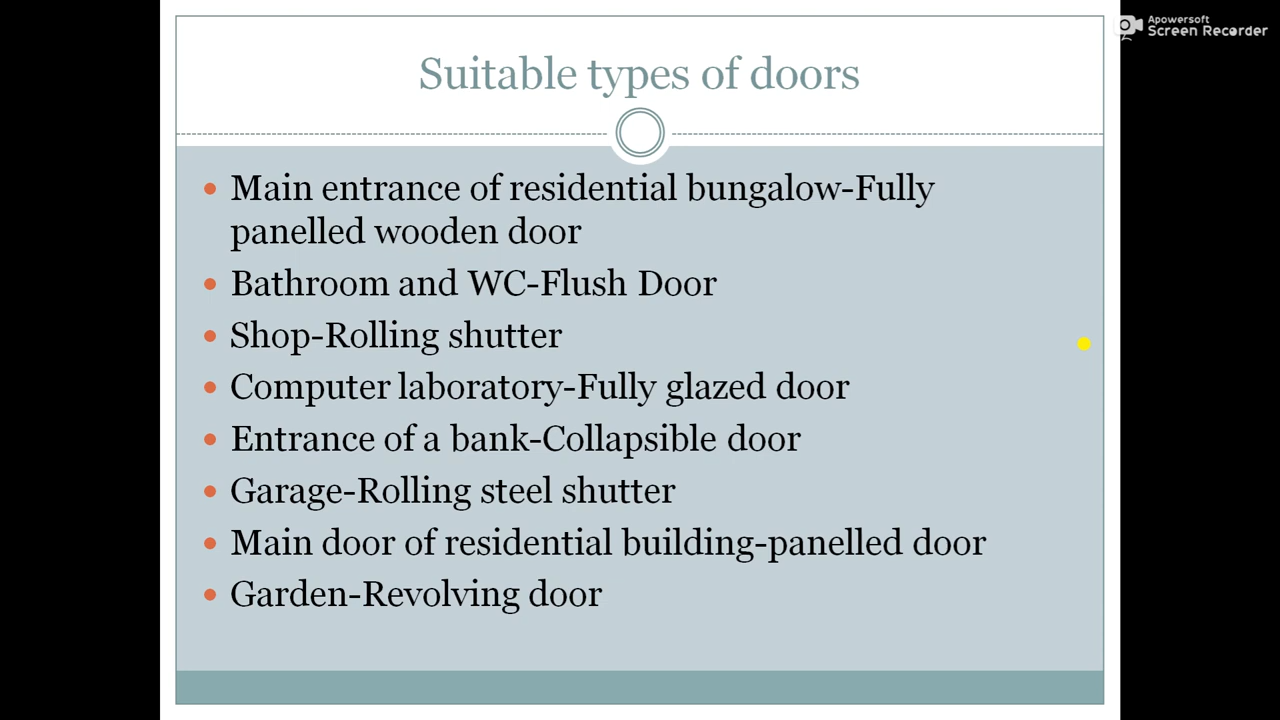 Apowersoft
Screen Recorder
Suitable types of doors
Main entrance of residential bungalow-Fully
panelled wooden door
Bathroom and WC-Flush Door
Shop-Rolling shutter
Computer laboratory-Fully glazed door
Entrance of a bank-Collapsible door
Garage-Rolling steel shutter
Main door of residential building-panelled door
Garden-Revolving door